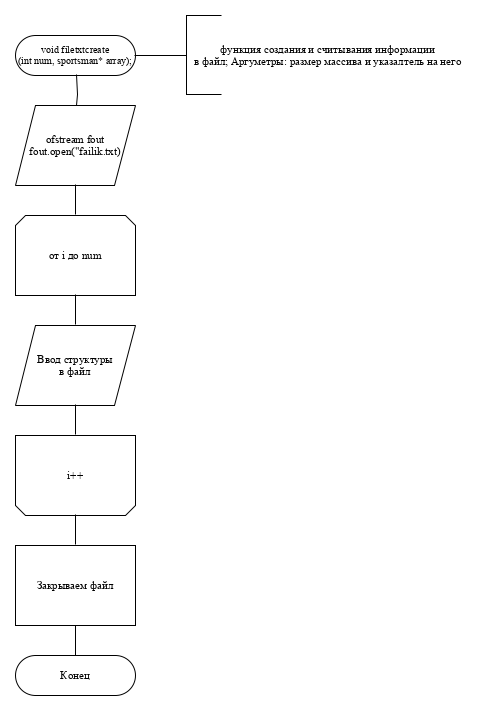 void filetxtcreate
(int num, sportsman* array);
функция создания и считывания информации
в файл; Аргуметры: размер массива и указалтель на него
ofstream fout
fout.open("failik.txt)
от i до num
Ввод структуры
в файл
i++
Закрываем файл
Конец